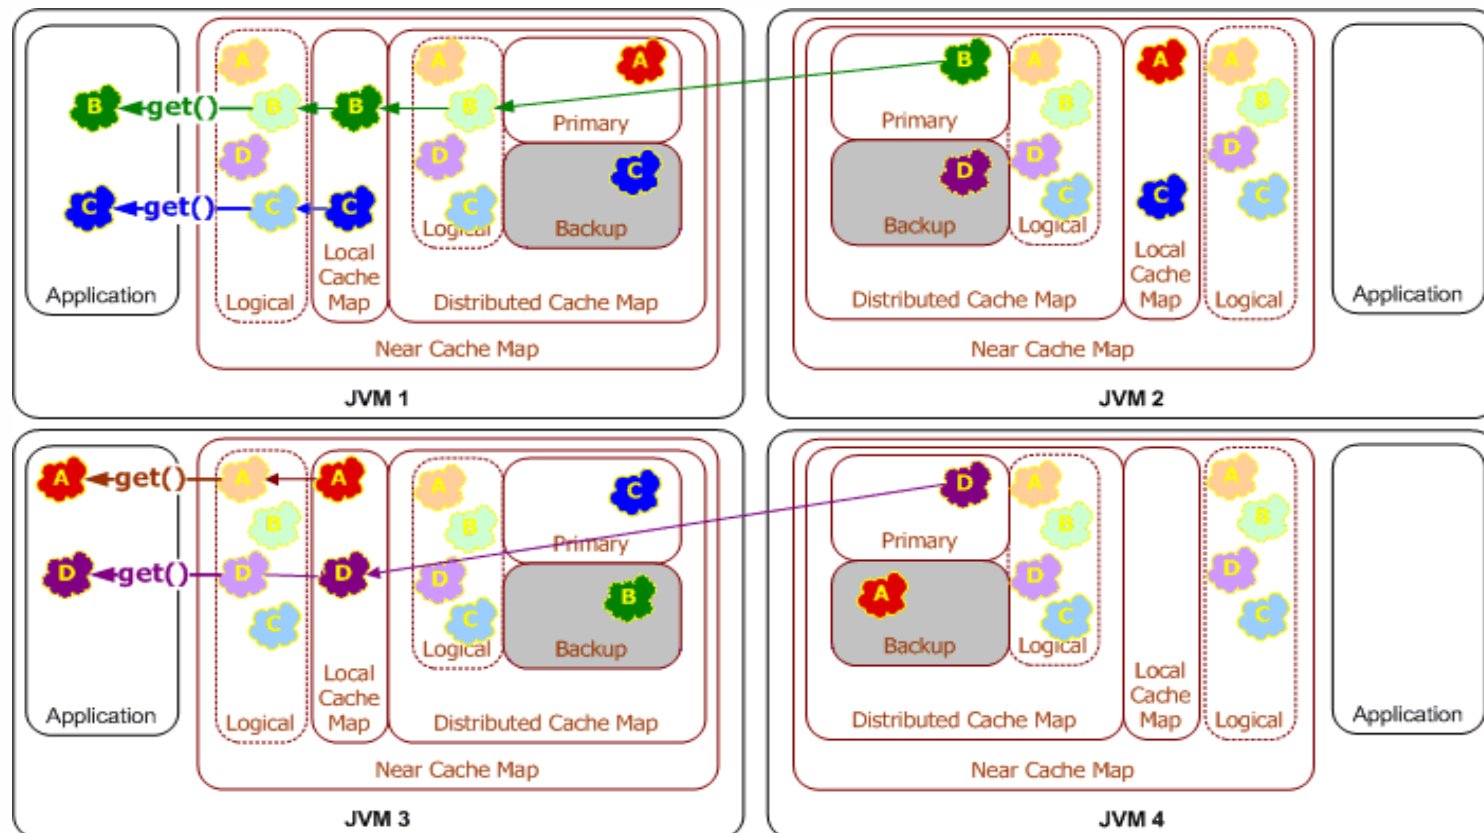 A A A B A A A
B get() B B B Primary Primary B B
D D D D D
C get() C C C C C C C
Logical Backup Backup Logical
Local Cache Map
Local Cache Map
Application Logical Distributed Cache Map Distributed Cache Map Logical Application
Near Cache Map Near Cache Map
JVM 1 JVM 2
A get() A A A C D A A
B B Primary Primary B B
D get() D D D D D
C C B A C C
Logical Backup Backup Logical
Local Cache Map
Local Cache Map
Application Logical Distributed Cache Map Distributed Cache Map Logical Application
Near Cache Map Near Cache Map
JVM 3 JVM 4